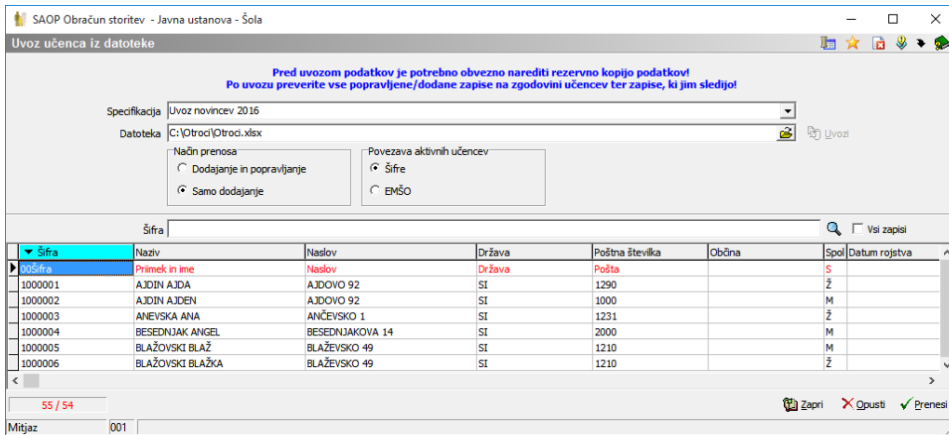 SAOP Obračun storitev - Javna ustanova - Šola
Uvoz učenca iz datoteke
Pred uvozom podatkov je potrebno obvezno narediti rezervno kopijo podatkov!
Po uvozu preverite vse popravljene/dodane zapise na zgodovini učencev ter zapise, ki jim sledijo!
Specifikacija Uvoz novincev 2016
Datoteka C:\Otroci\Otroci.xlsx Uvozi
Način prenosa Povezava aktivnih učencev
Dodajanje in popravljanje Šifre
Samo dodajanje EMŠO
Šifra Vsi zapisi
Šifra Naziv Naslov Država Poštna številka Občina Spol Datum rojstva
00Šifra Priimek in ime Naslov Država Pošta S
1000001 AJDIN AJDA AJDOVO 92 SI 1290 Ž
1000002 AJDIN AJDEN AJDOVO 92 SI 1000 M
1000003 ANEVSKA ANA ANČEVSKO 1 SI 1231 Ž
1000004 BESEDNJAK ANGEL BESEDNJAKOVA 14 SI 2000 M
1000005 BLAŽOVSKI BLAŽ BLAŽEVSKO 49 SI 1210 M
1000006 BLAŽOVSKI BLAŽKA BLAŽEVSKO 49 SI 1210 Ž
55 / 54 Zapri Opusti Prenesi
Mitjaz 001